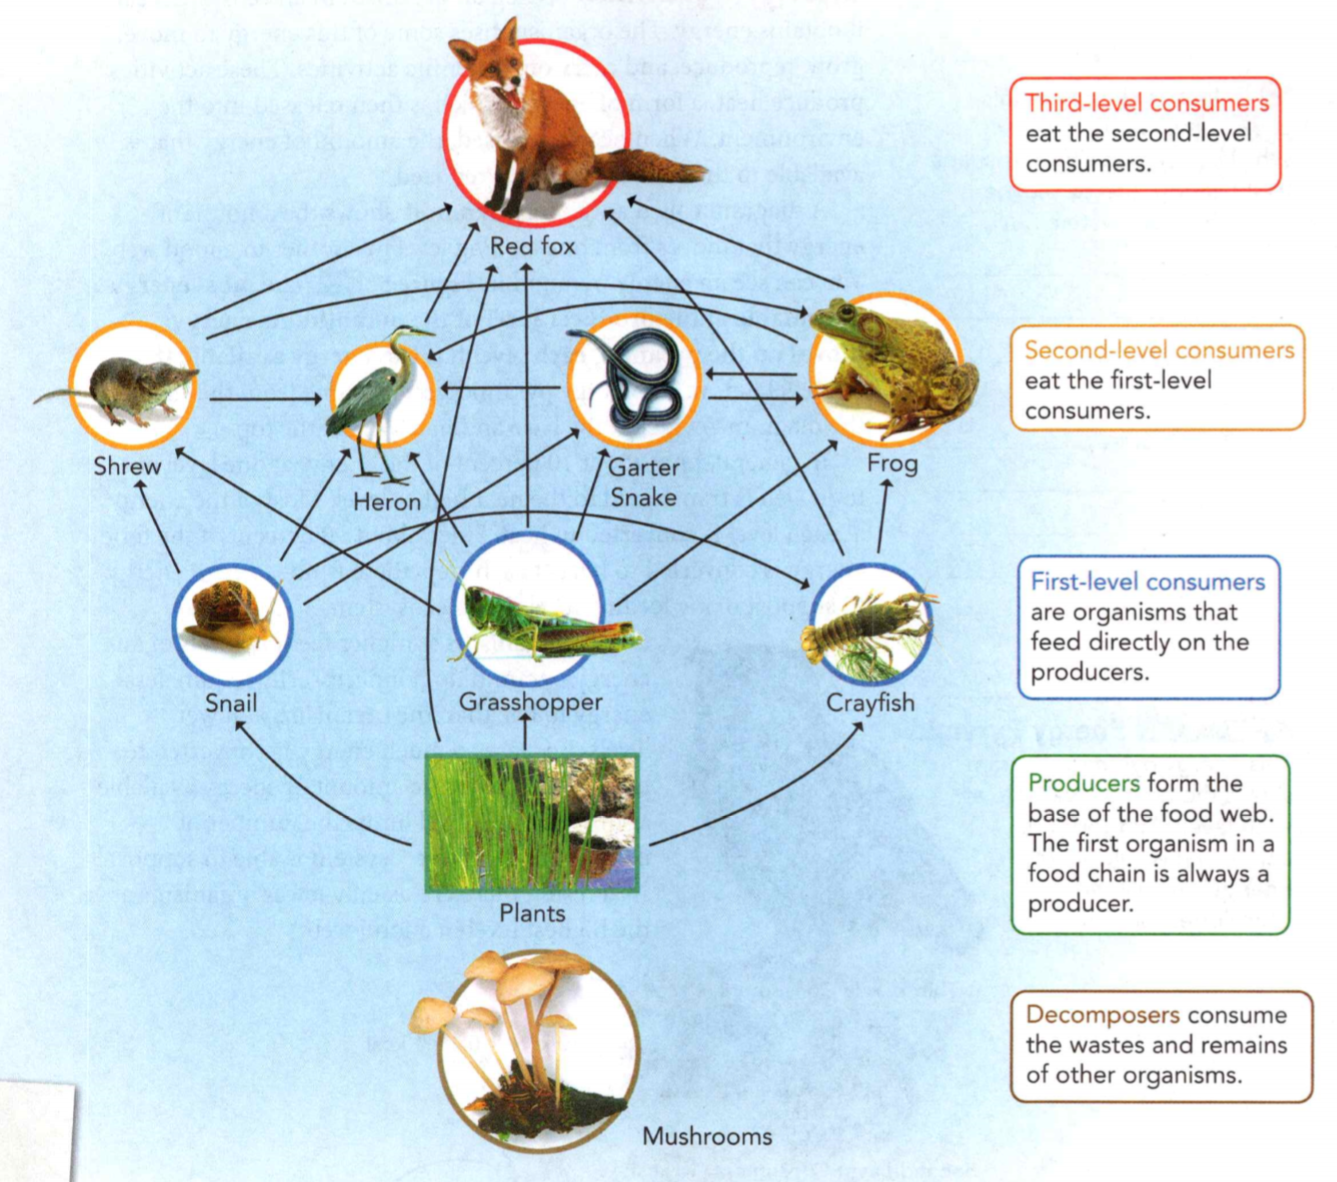 Third-level consumers
eat the second-level
consumers.
Red fox
Second-level consumers
eat the first-level
consumers.
Shrew
Heron
Garter
Snake
Frog
First-level consumers
are organisms that
feed directly on the
producers.
Snail
Grasshopper
Crayfish
Producers form the
base of the food web.
The first organism in a
food chain is always a
producer.
Plants
Decomposers consume
the wastes and remains
of other organisms.
Mushrooms